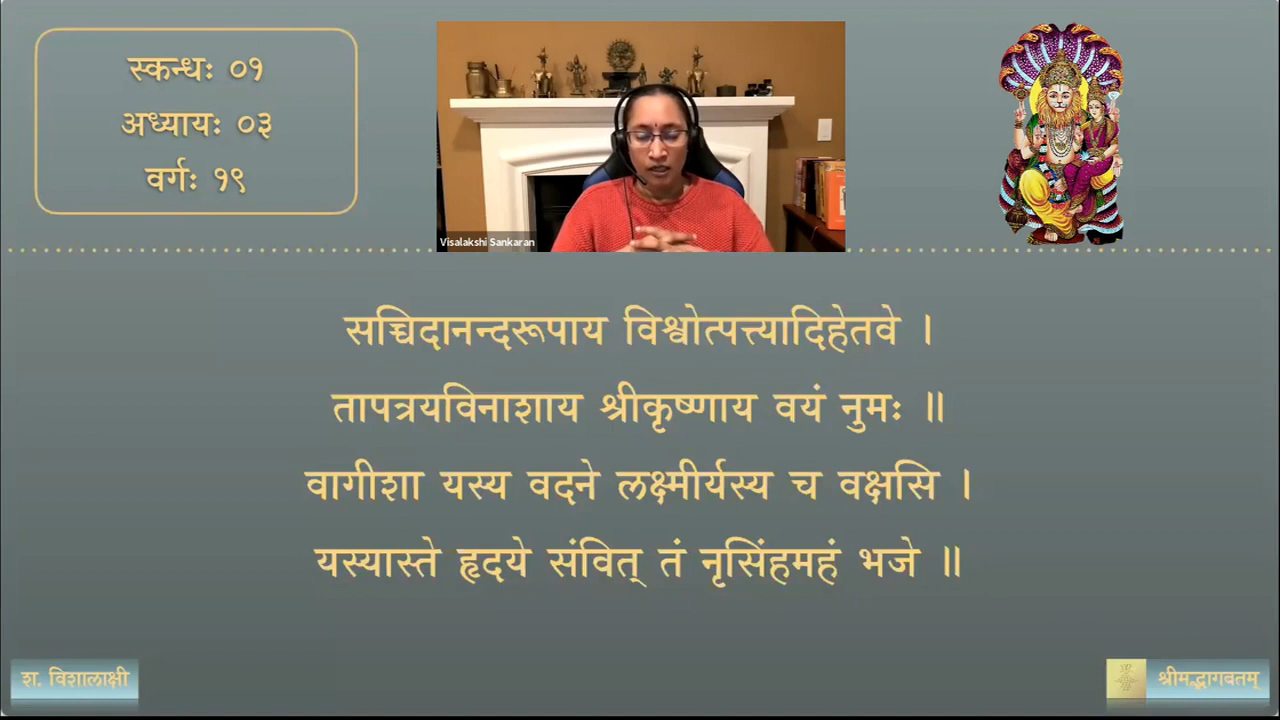 स्कन्धः ०१
अध्यायः ०३
वर्गः १९
Visalakshi Sankaran
सच्चिदानन्दरूपाय विश्वोत्पत्त्यादिहेतवे ।
तापत्रयविनाशाय श्रीकृष्णाय वयं नुमः ॥
वागीशा यस्य वदने लक्ष्मीर्यस्य च वक्षसि ।
यस्यास्ते हृदये संवित् तं नृसिंहमहं भजे ॥
श. विशालाक्षी
श्रीमद्भागवतम्